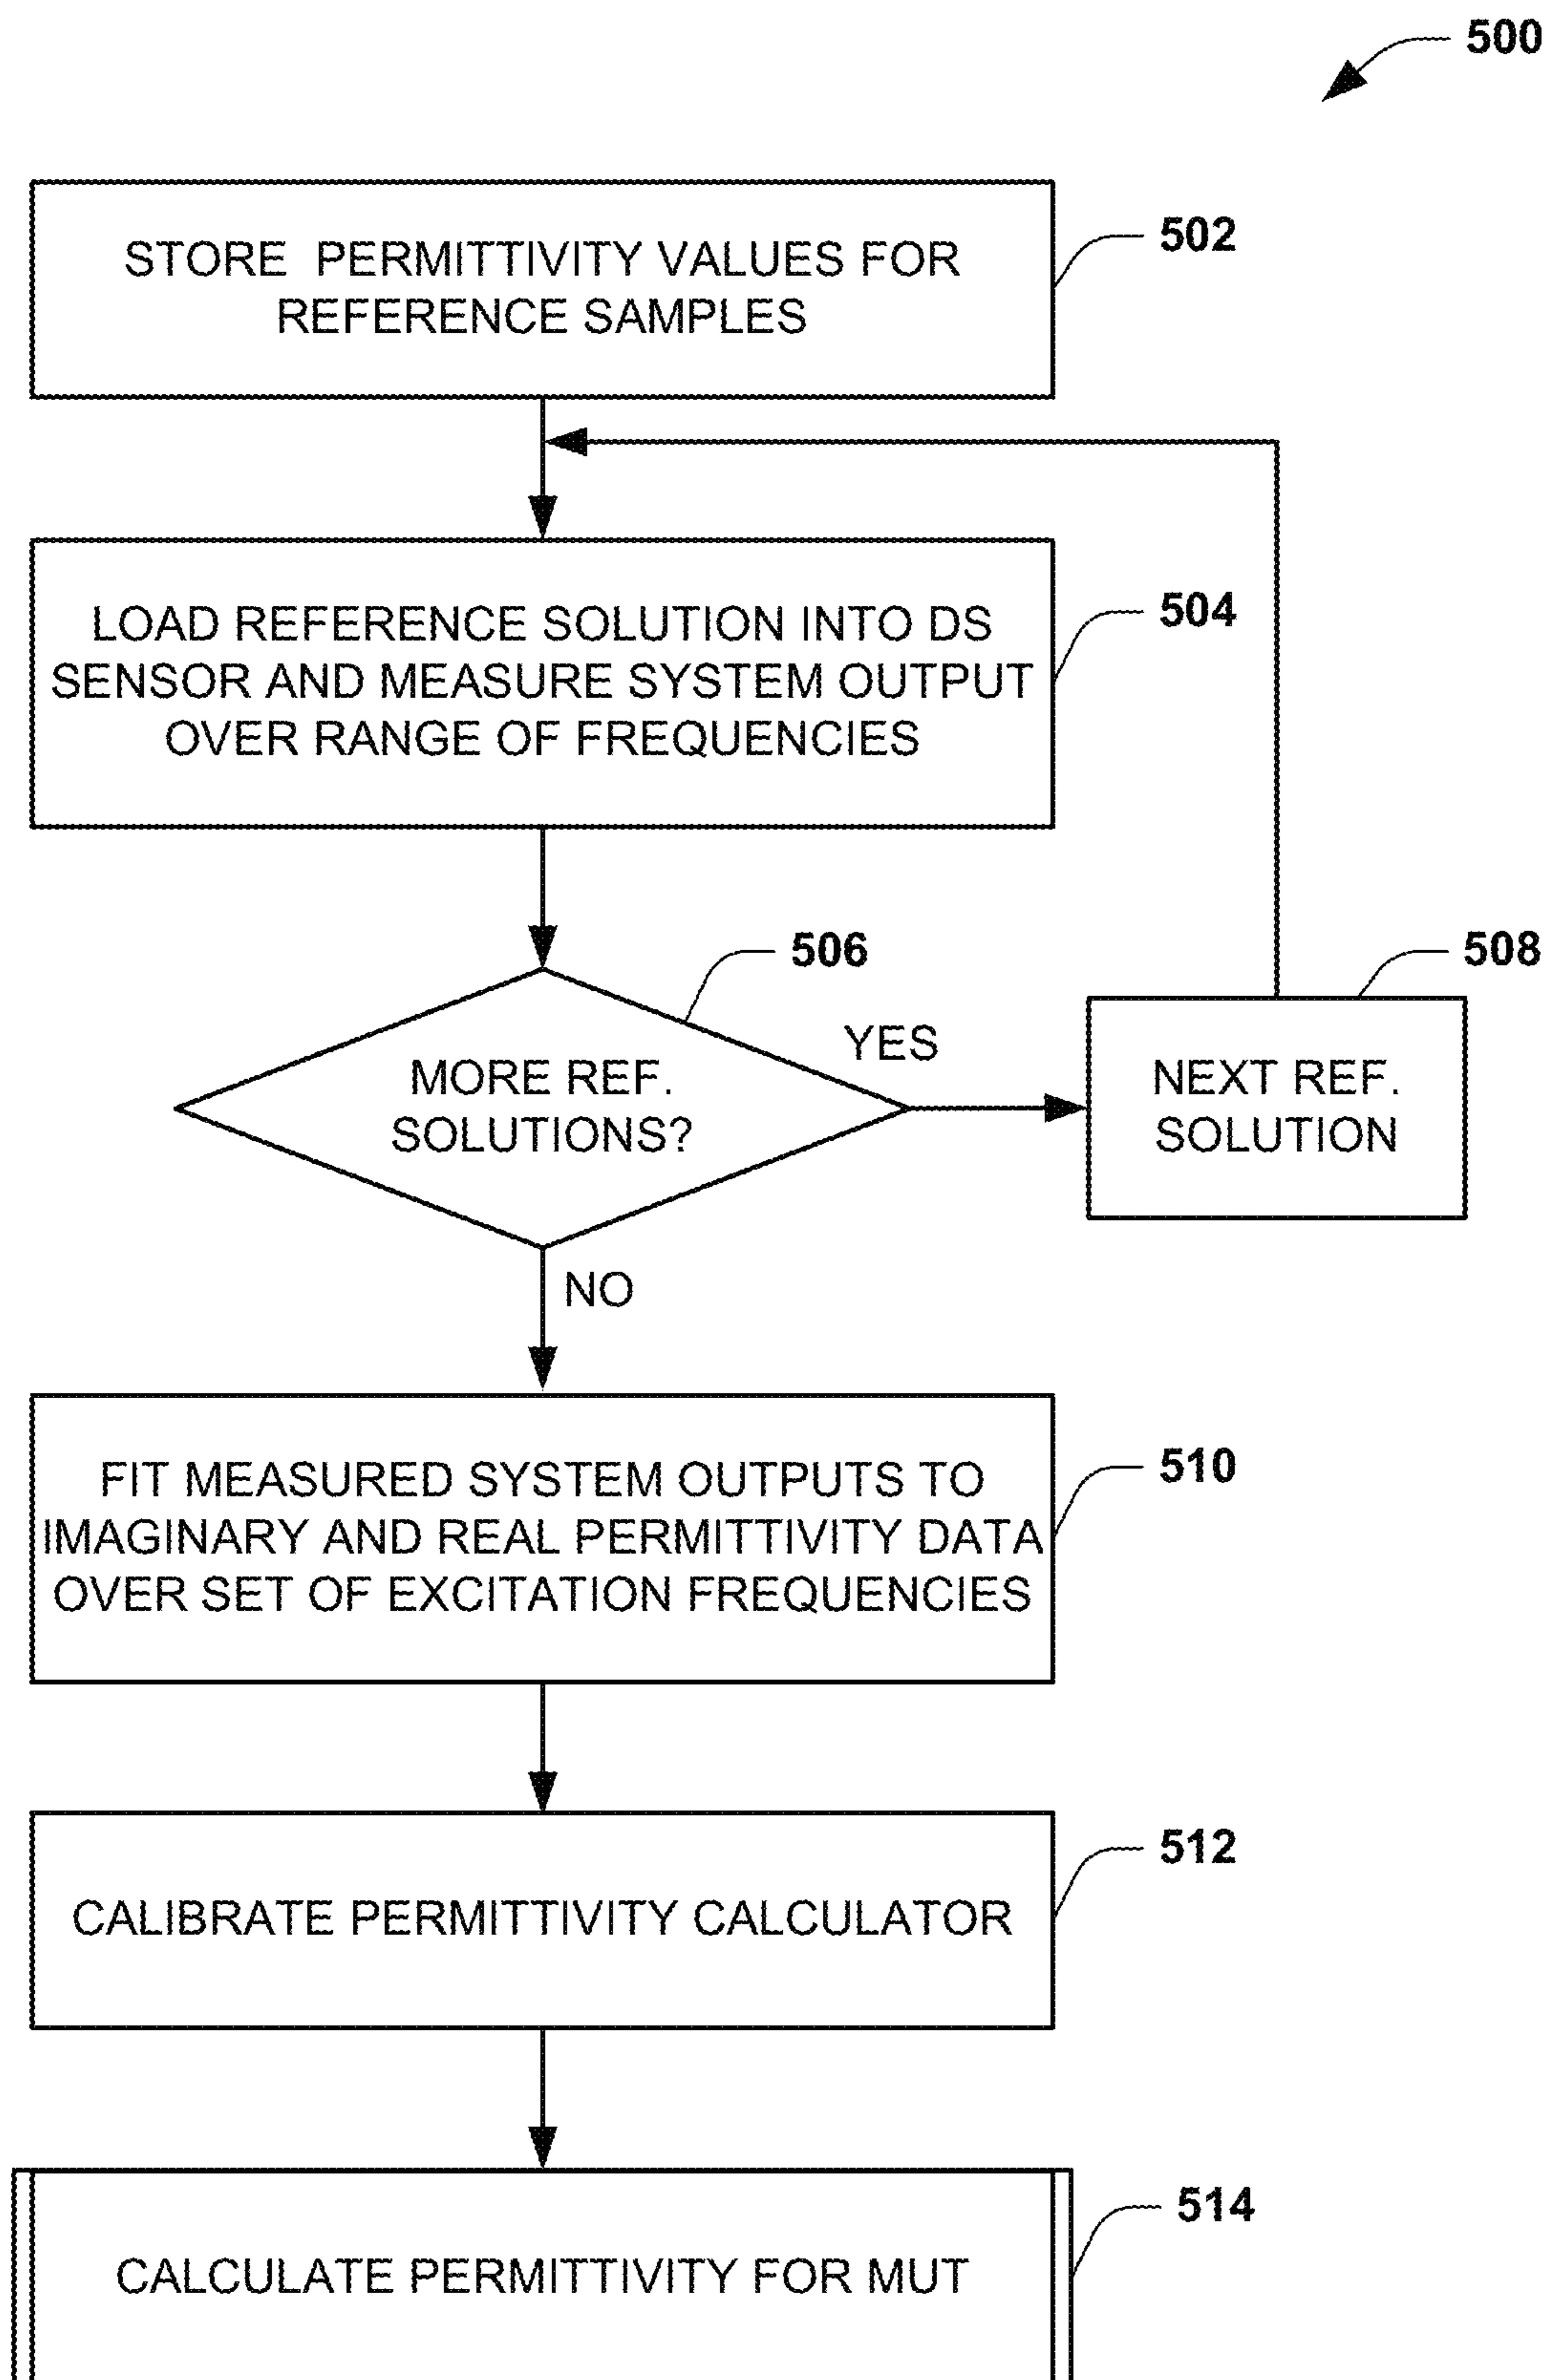 500
STORE PERMITTIVITY VALUES FOR
REFERENCE SAMPLES
502
LOAD REFERENCE SOLUTION INTO DS
SENSOR AND MEASURE SYSTEM OUTPUT
OVER RANGE OF FREQUENCIES
504
506
MORE REF.
SOLUTIONS?
YES
508
NEXT REF.
SOLUTION
NO
FIT MEASURED SYSTEM OUTPUTS TO
IMAGINARY AND REAL PERMITTIVITY DATA
OVER SET OF EXCITATION FREQUENCIES
510
CALIBRATE PERMITTIVITY CALCULATOR
512
CALCULATE PERMITTIVITY FOR MUT
514